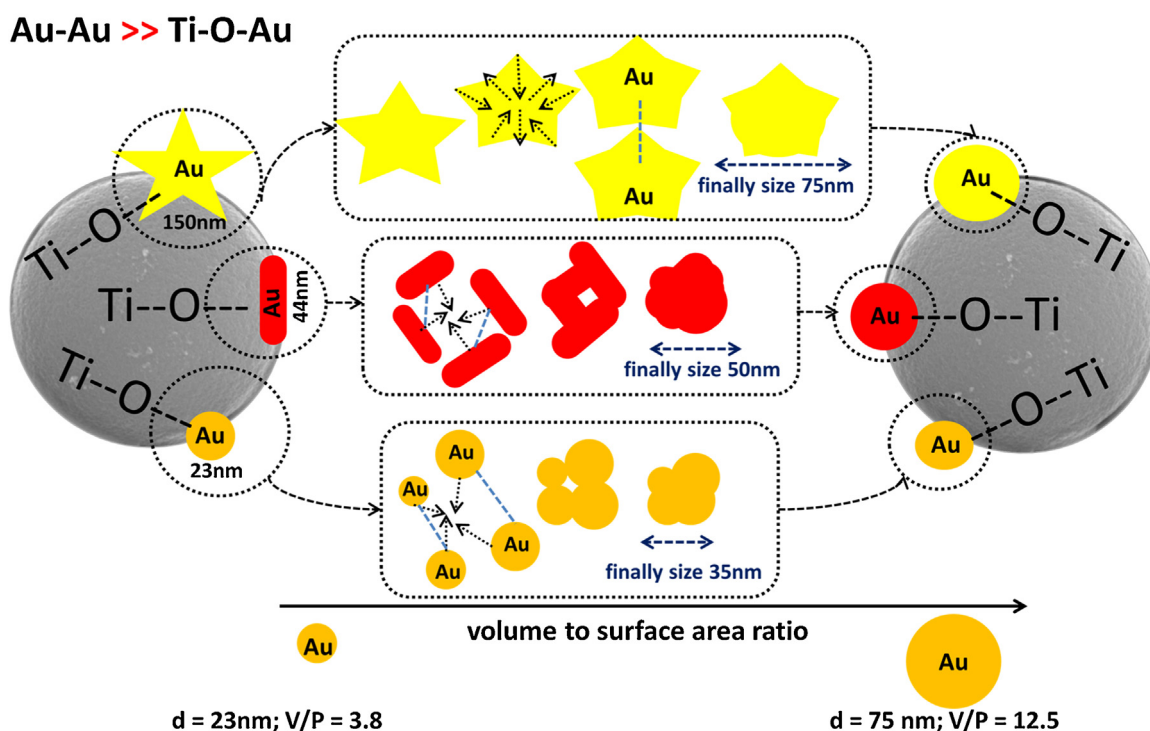 Au-Au >> Ti-O-Au
Au
150nm
Ti--O--
Au
Au
finally size 75nm
Au
O--Ti
Ti--O--
Au
44nm
finally size 50nm
Au
--O--Ti
Ti--O--
Au
23nm
Au
Au
Au
Au
finally size 35nm
Au
O--Ti
volume to surface area ratio
Au
Au
d = 23nm; V/P = 3.8
d = 75 nm; V/P = 12.5